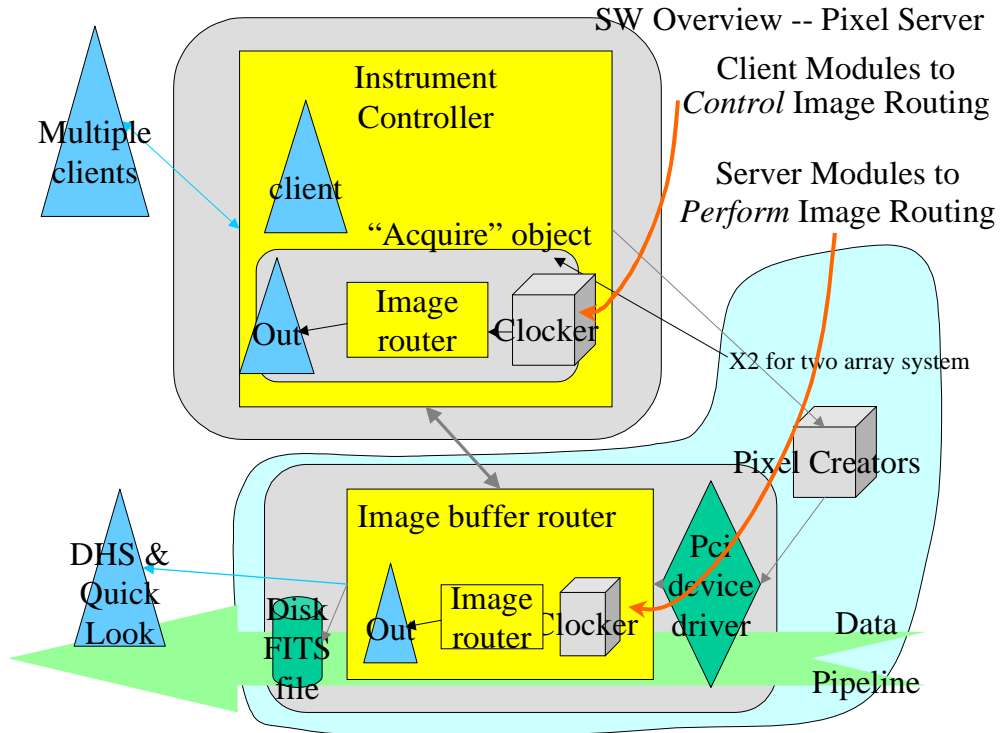 SW Overview -- Pixel Server
Instrument
Controller
Client Modules to
Control Image Routing
Multiple
clients
client
Server Modules to
Perform Image Routing
“Acquire” object
Out
Image
router
Clocker
X2 for two array system
Pixel Creators
Image buffer router
DHS &
Quick
Look
Disk
FITS
file
Out
Image
router
Clocker
Pci
device
driver
Data
Pipeline